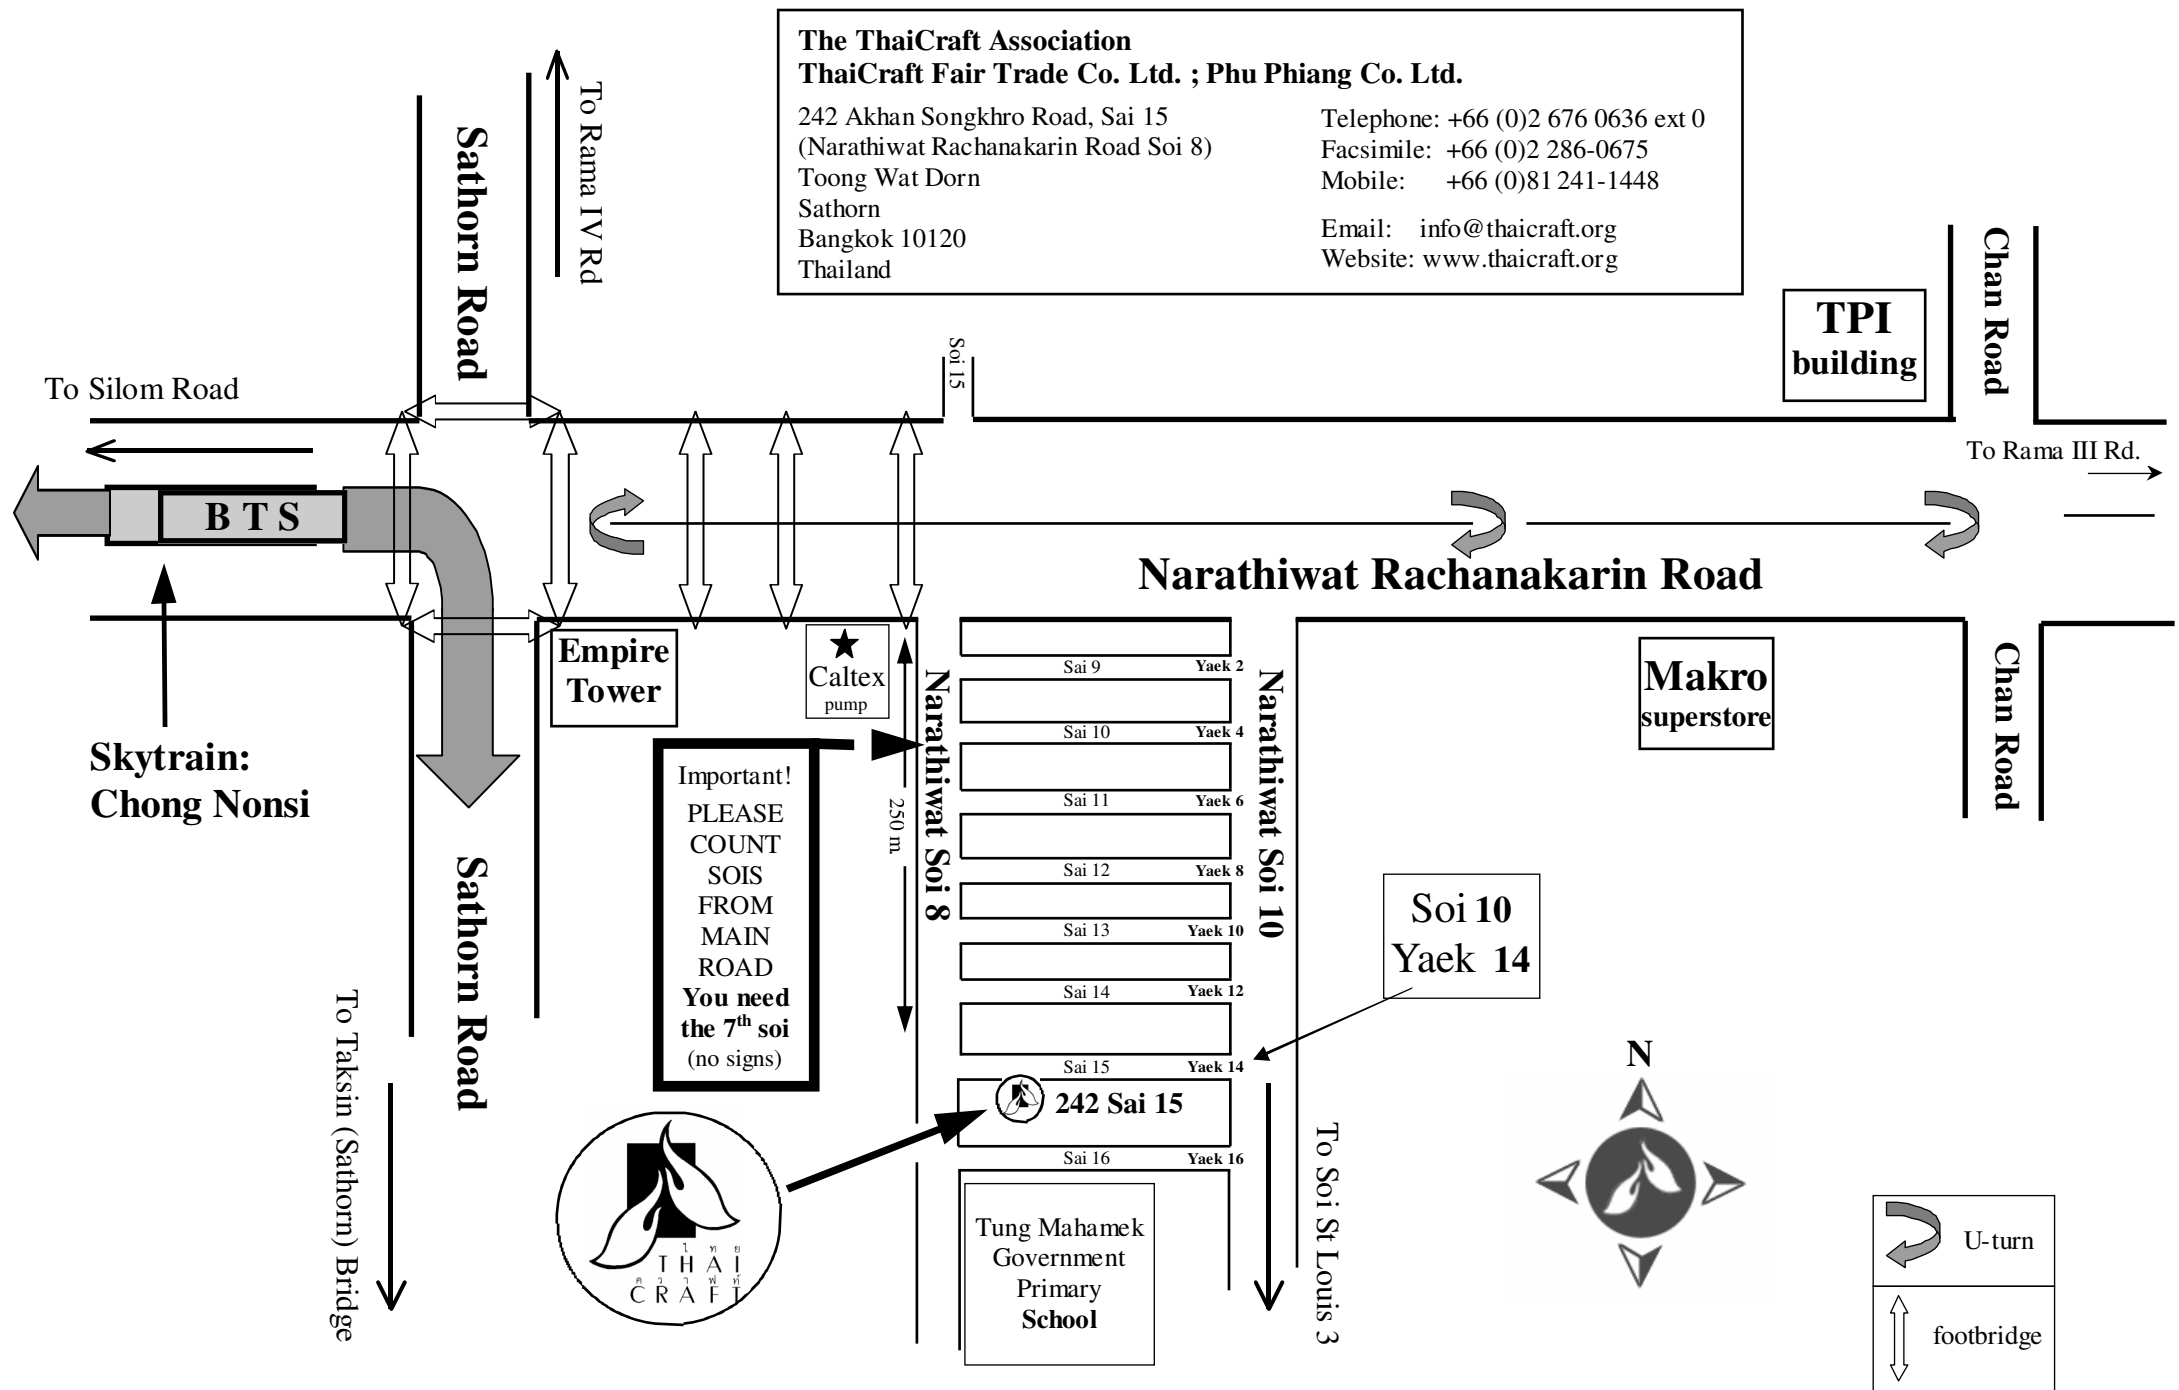 The ThaiCraft Association
ThaiCraft Fair Trade Co. Ltd. ; Phu Phiang Co. Ltd.
242 Akhan Songkhro Road, Sai 15
(Narathiwat Rachanakarin Road Soi 8)
Toong Wat Dorn
Sathorn
Bangkok 10120
Thailand
Telephone: +66 (0)2 676 0636 ext 0
Facsimile: +66 (0)2 286-0675
Mobile: +66 (0)81 241-1448
Email: info@thaicraft.org
Website: www.thaicraft.org
Sathorn Road
To Rama IV Rd
To Silom Road
Soi 15
TPI
building
Chan Road
To Rama III Rd.
B T S
Narathiwat Rachanakarin Road
Skytrain:
Chong Nonsi
Empire
Tower
Caltex
pump
Important!
PLEASE
COUNT
SOIS
FROM
MAIN
ROAD
You need
the 7th soi
(no signs)
250 m.
Narathiwat Soi 8
Sai 9 Yaek 2
Sai 10 Yaek 4
Sai 11 Yaek 6
Sai 12 Yaek 8
Sai 13 Yaek 10
Sai 14 Yaek 12
Sai 15 Yaek 14
242 Sai 15
Sai 16 Yaek 16
Narathiwat Soi 10
Makro
superstore
Chan Road
Soi 10
Yaek 14
Sathorn Road
To Taksin (Sathorn) Bridge
ไ ท ย
T H A I
ค ร า ฟ ท์
C R A F T
Tung Mahamek
Government
Primary
School
To Soi St Louis 3
N
U-turn
footbridge